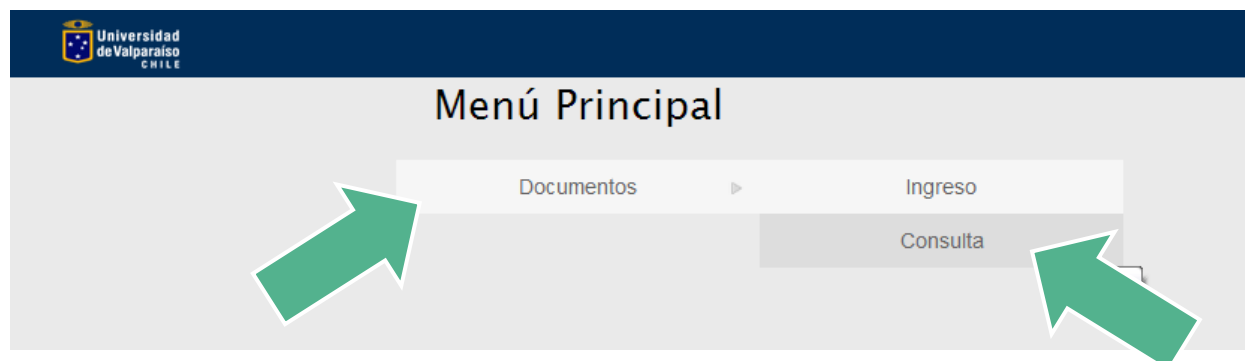 Universidad
de Valparaíso
CHILE
Menú Principal
Documentos Ingreso
Consulta